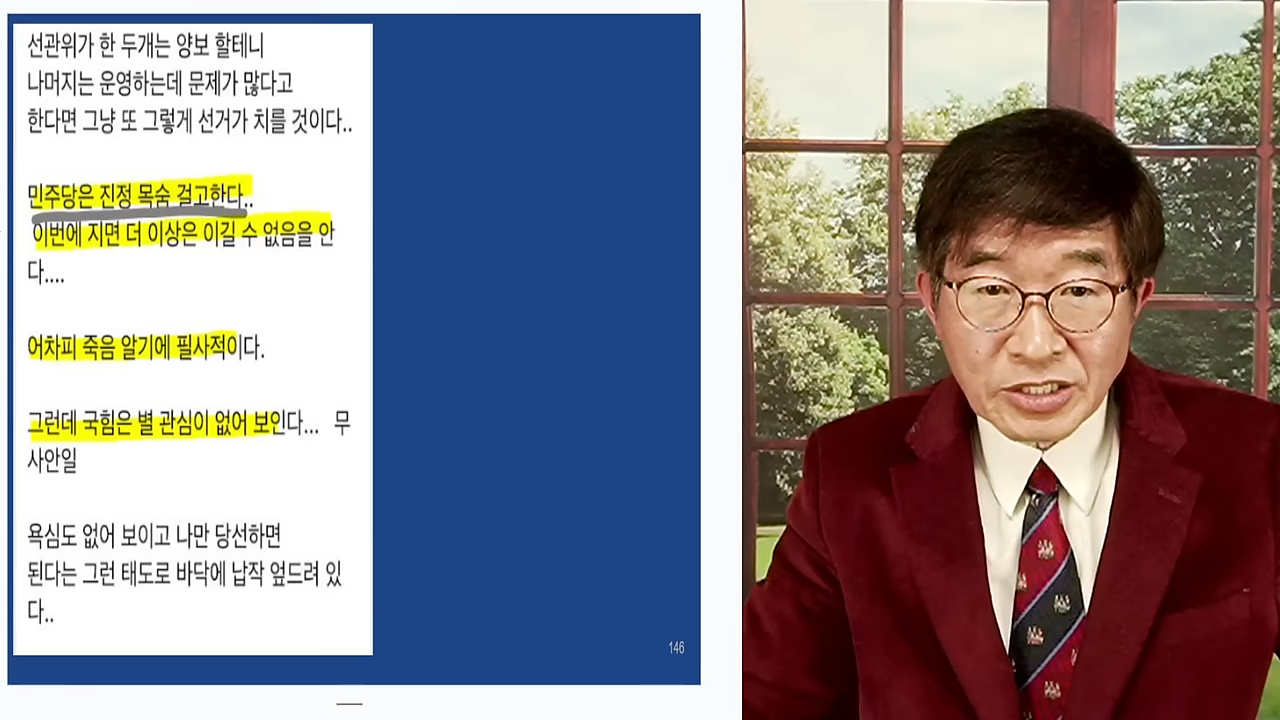 선관위가 한 두개는 양보 할테니
나머지는 운영하는데 문제가 많다고
한다면 그냥 또 그렇게 선거가 치를 것이다..
민주당은 진정 목숨 걸고한다..
이번에 지면 더 이상은 이길 수 없음을 안
다....
어차피 죽음 알기에 필사적이다.
그런데 국힘은 별 관심이 없어 보인다... 무
사안일
욕심도 없어 보이고 나만 당선하면
된다는 그런 태도로 바닥에 납작 엎드려 있
다..
146